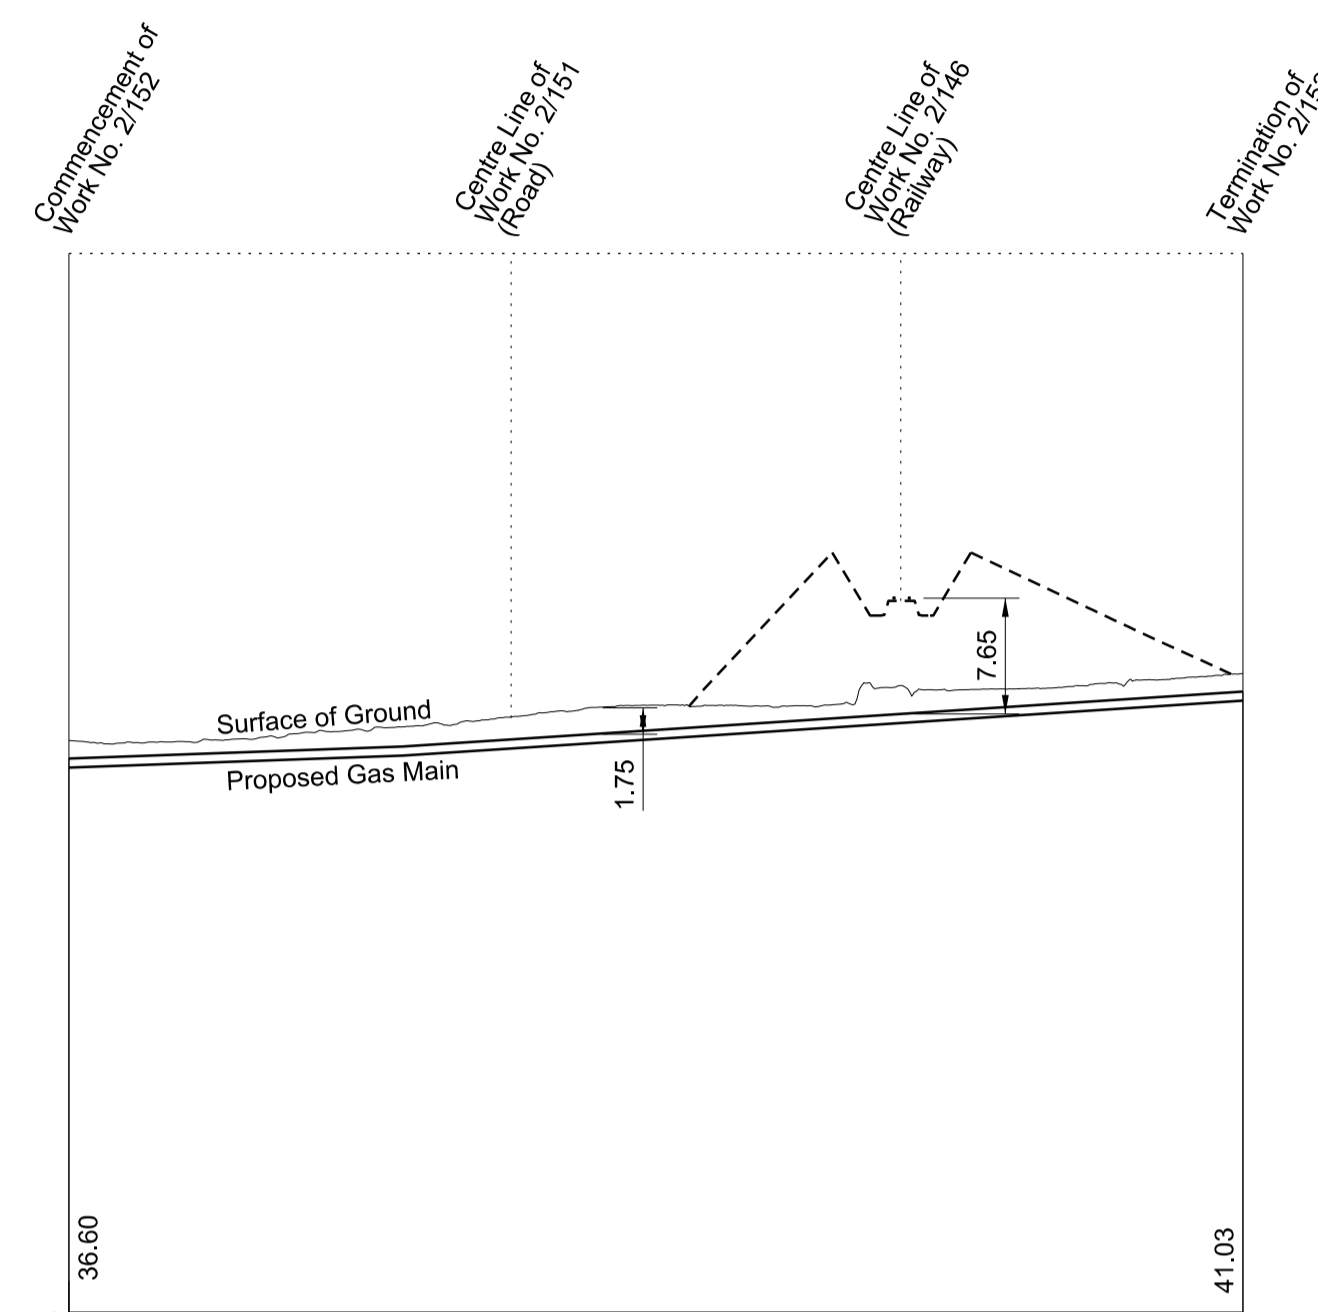 Commencement of
Work No. 2/152
Centre Line of
Work No. 2/151
(Road)
Centre Line of
Work No. 2/146
(Railway)
Termination of
Work No.
7.65
Surface of Ground
Proposed Gas Main
1.75
36.60
41.03